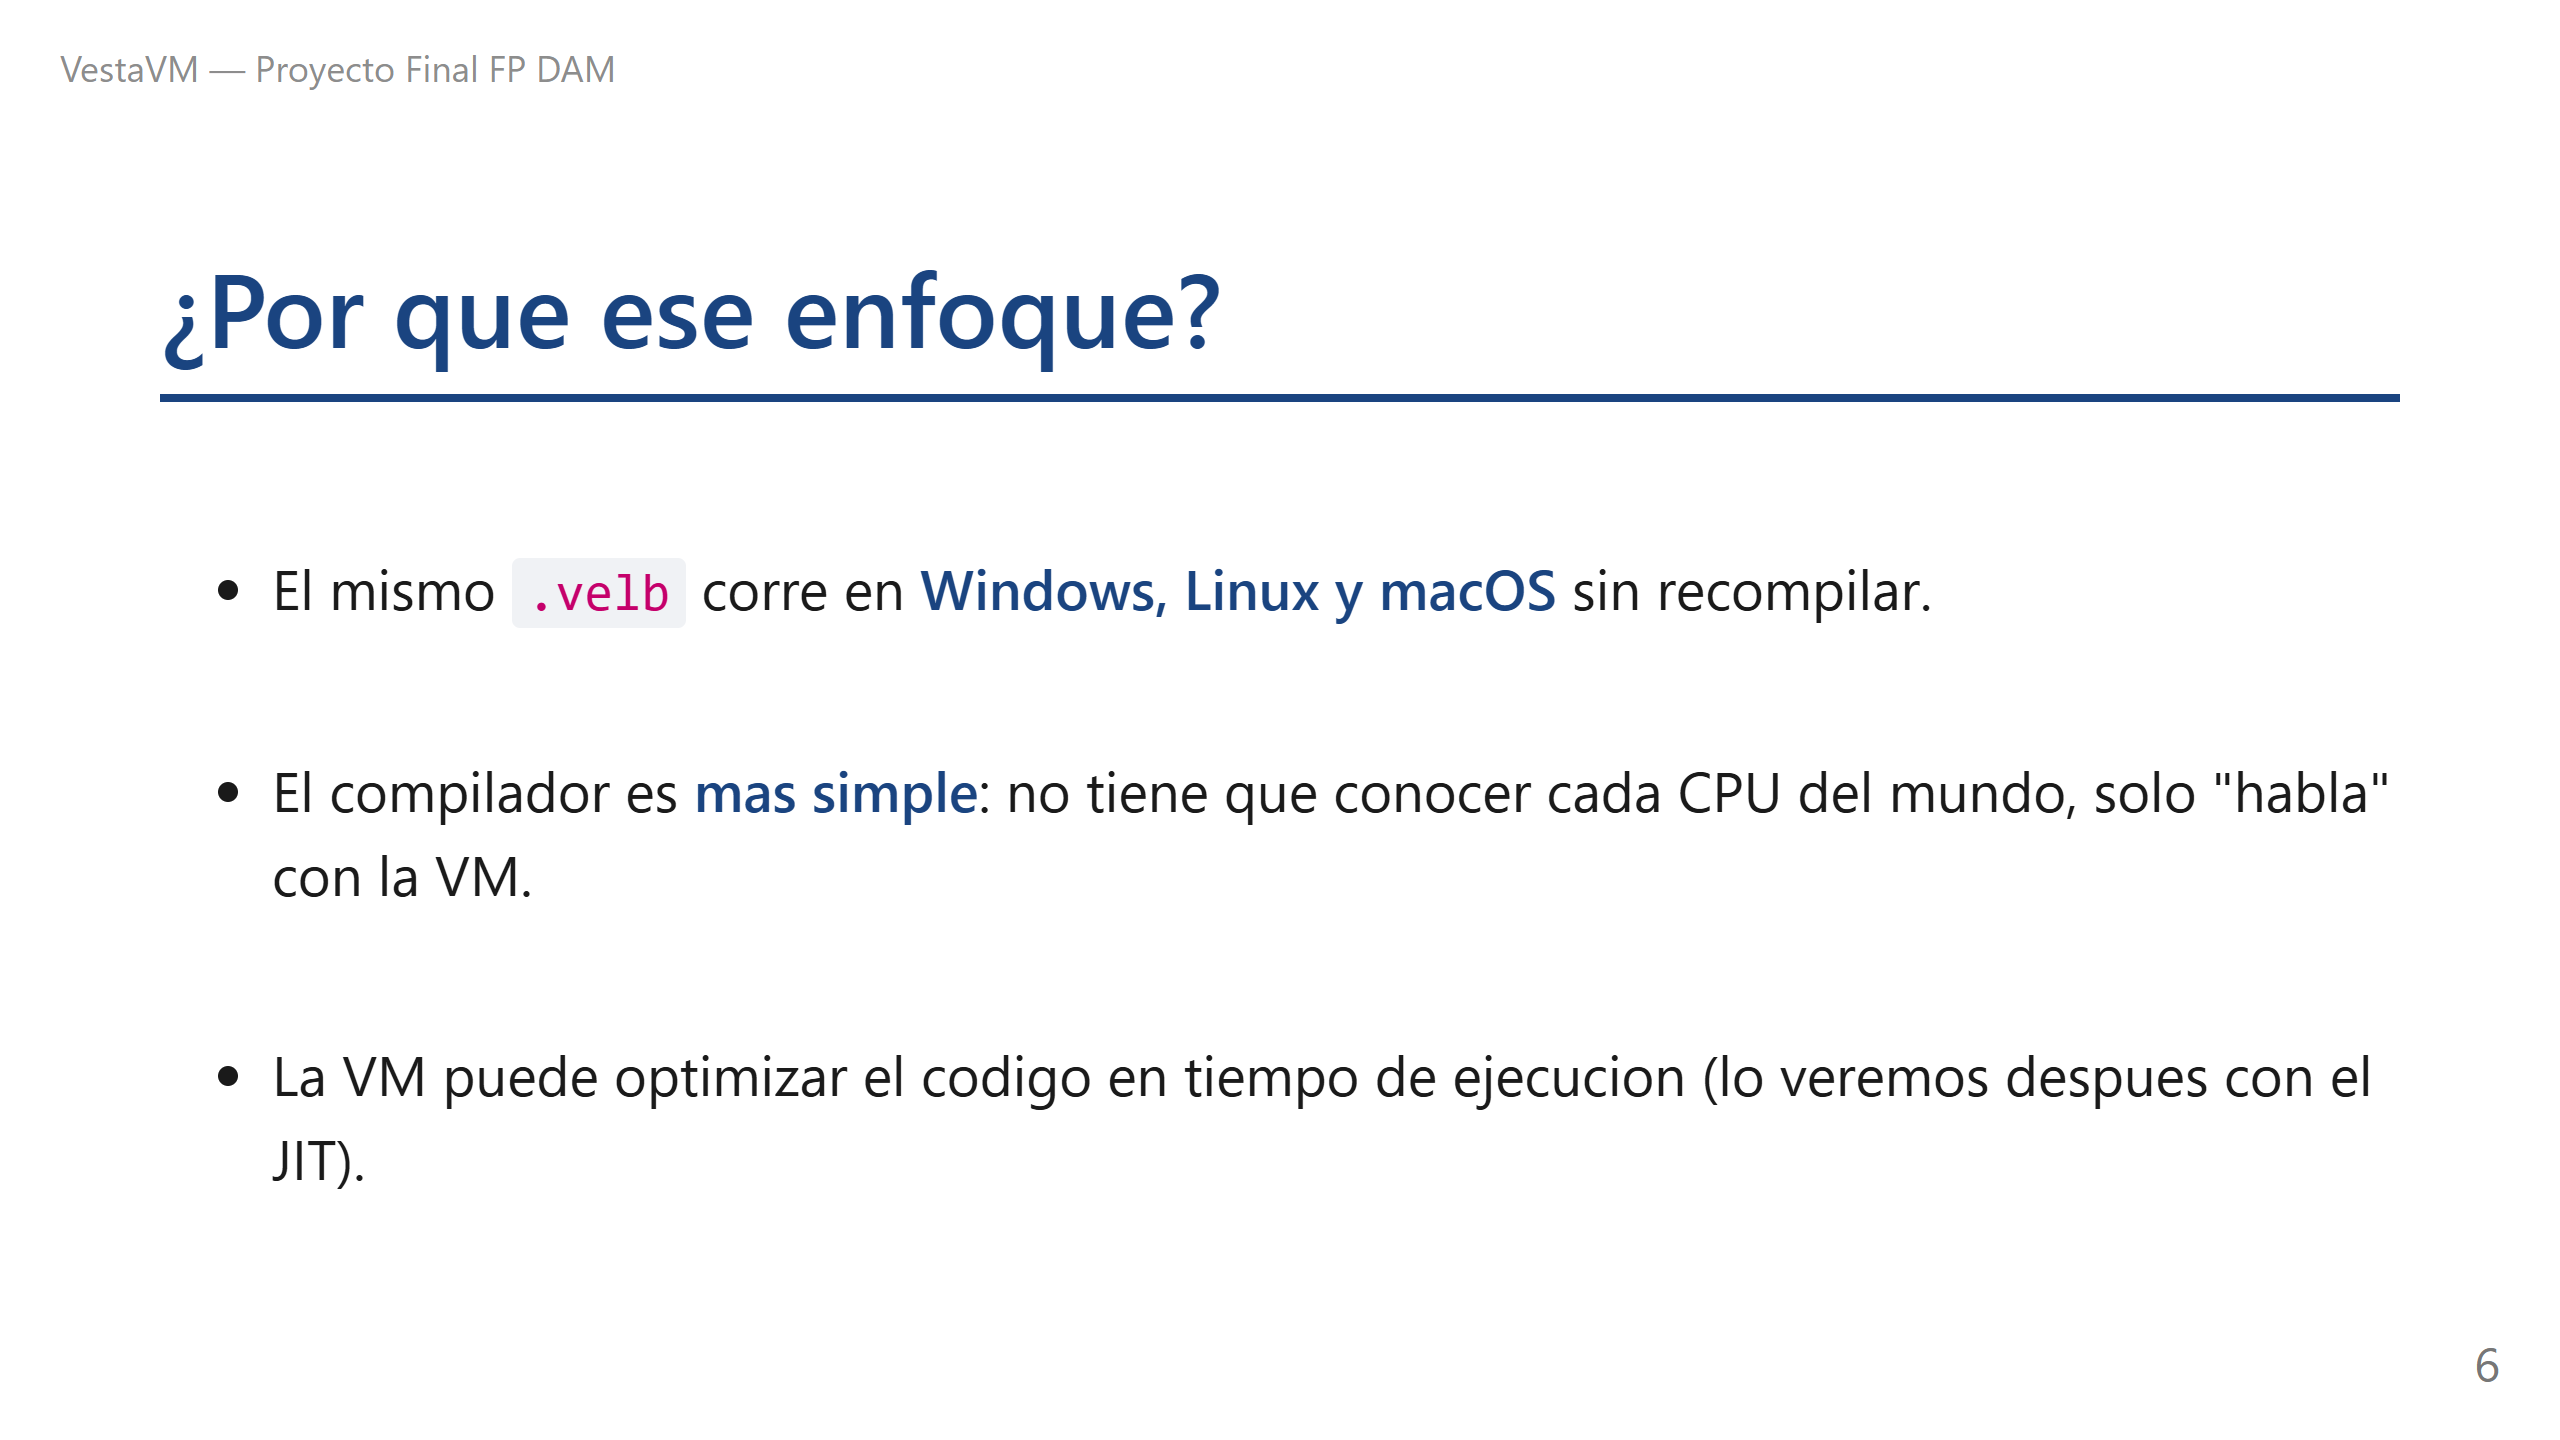 VestaVM — Proyecto Final FP DAM
¿Por que ese enfoque?
• El mismo .velb corre en Windows, Linux y macOS sin recompilar.
• El compilador es mas simple: no tiene que conocer cada CPU del mundo, solo "habla"
con la VM.
• La VM puede optimizar el codigo en tiempo de ejecucion (lo veremos despues con el
JIT).
6